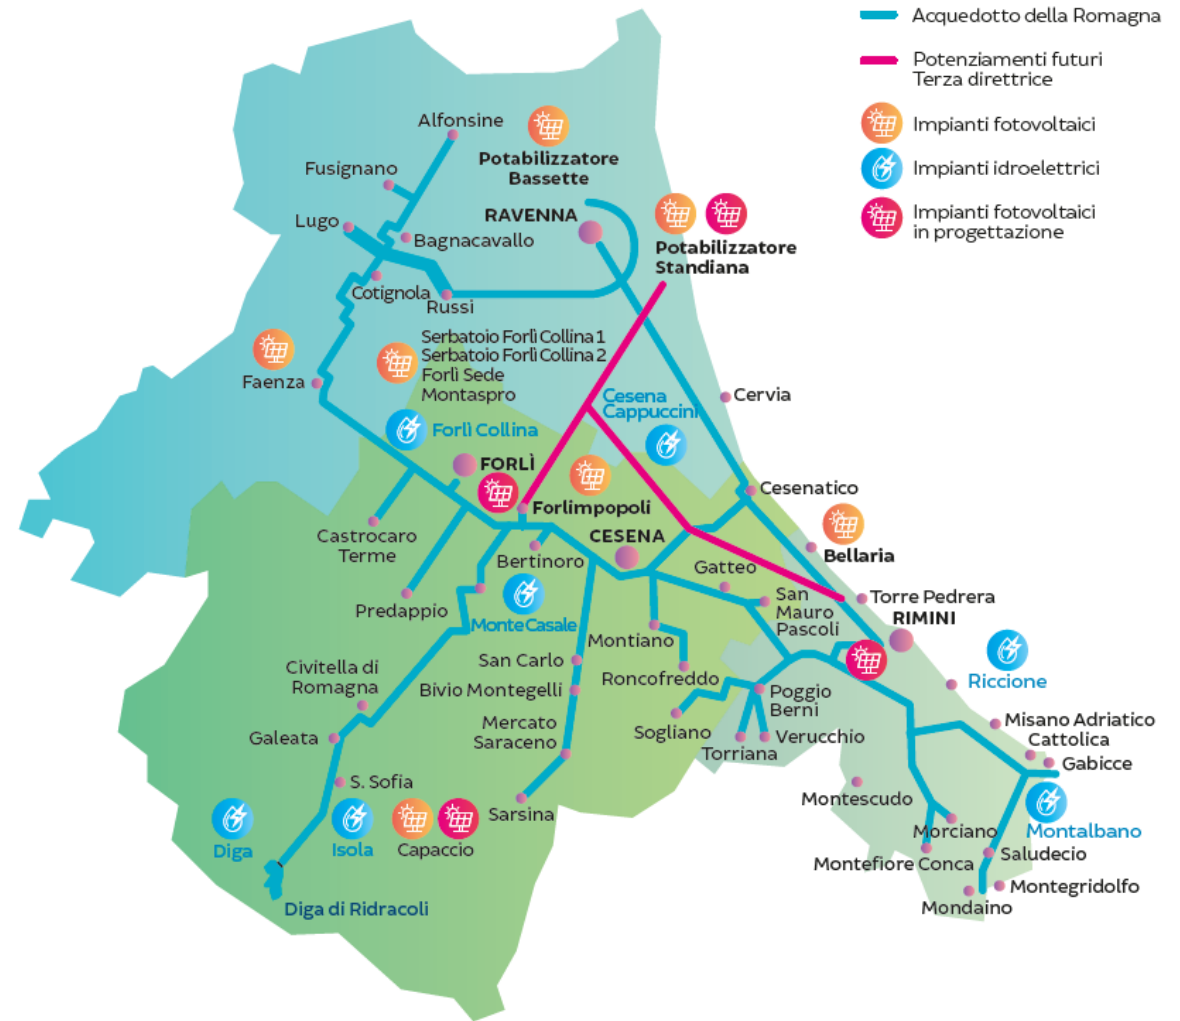 Acquedotto della Romagna
Potenziamenti futuri
Terza direttrice
Impianti fotovoltaici
Impianti idroelettrici
Impianti fotovoltaici
in progettazione
Alfonsine
Potabilizzatore
Bassette
Fusignano
RAVENNA
Lugo
Bagnacavallo
Potabilizzatore
Standiana
Cotignola
Russi
Serbatoio Forlì Collina 1
Serbatoio Forlì Collina 2
Forlì Sede
Montaspro
Faenza
Cesena
Cappuccini
Cervia
Forlì Collina
FORLÌ
Cesenatico
Forlimpopoli
Castrocaro
Terme
CESENA
Bellaria
Bertinoro
Gatteo
Predappio
San
Mauro
Pascoli
Torre Pedrera
RIMINI
Monte Casale
Montiano
Civitella di
Romagna
San Carlo
Roncofreddo
Riccione
Bivio Montegelli
Poggio
Berni
Mercato
Saraceno
Sogliano
Torriana
Verucchio
Misano Adriatico
Cattolica
Gabicce
Galeata
S. Sofia
Montescudo
Sarsina
Morciano
Montalbano
Diga
Isola
Capaccio
Montefiore Conca
Saludecio
Montegridolfo
Mondaino
Diga di Ridracoli